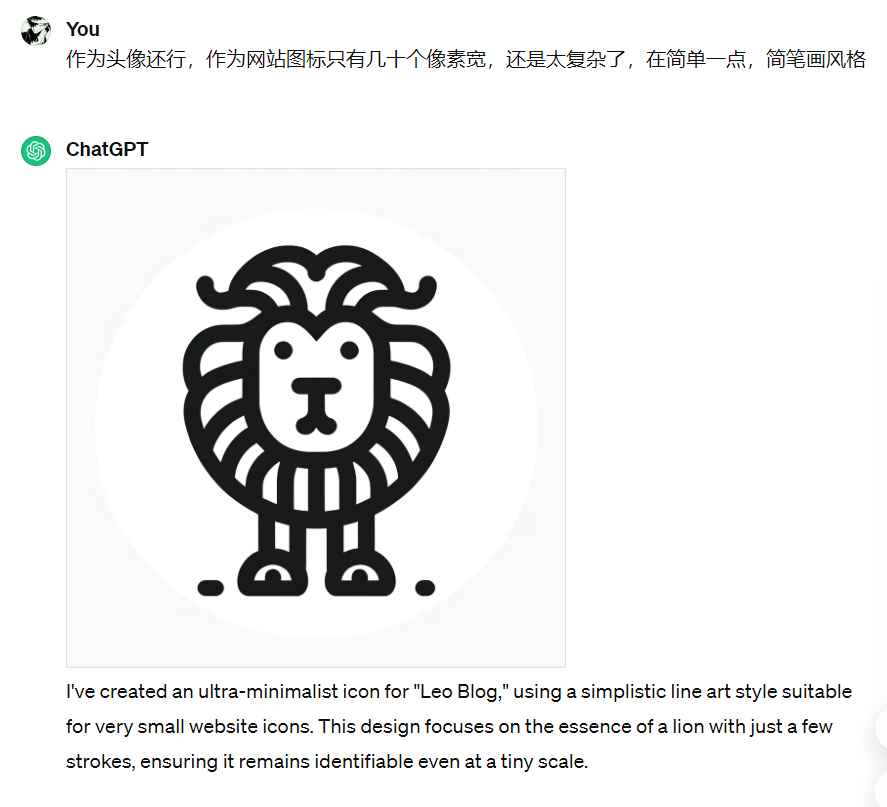 You
作为头像还行，作为网站图标只有几十个像素宽，还是太复杂了，在简单一点，简笔画风格
ChatGPT
I've created an ultra-minimalist icon for "Leo Blog," using a simplistic line art style suitable
for very small website icons. This design focuses on the essence of a lion with just a few
strokes, ensuring it remains identifiable even at a tiny scale.